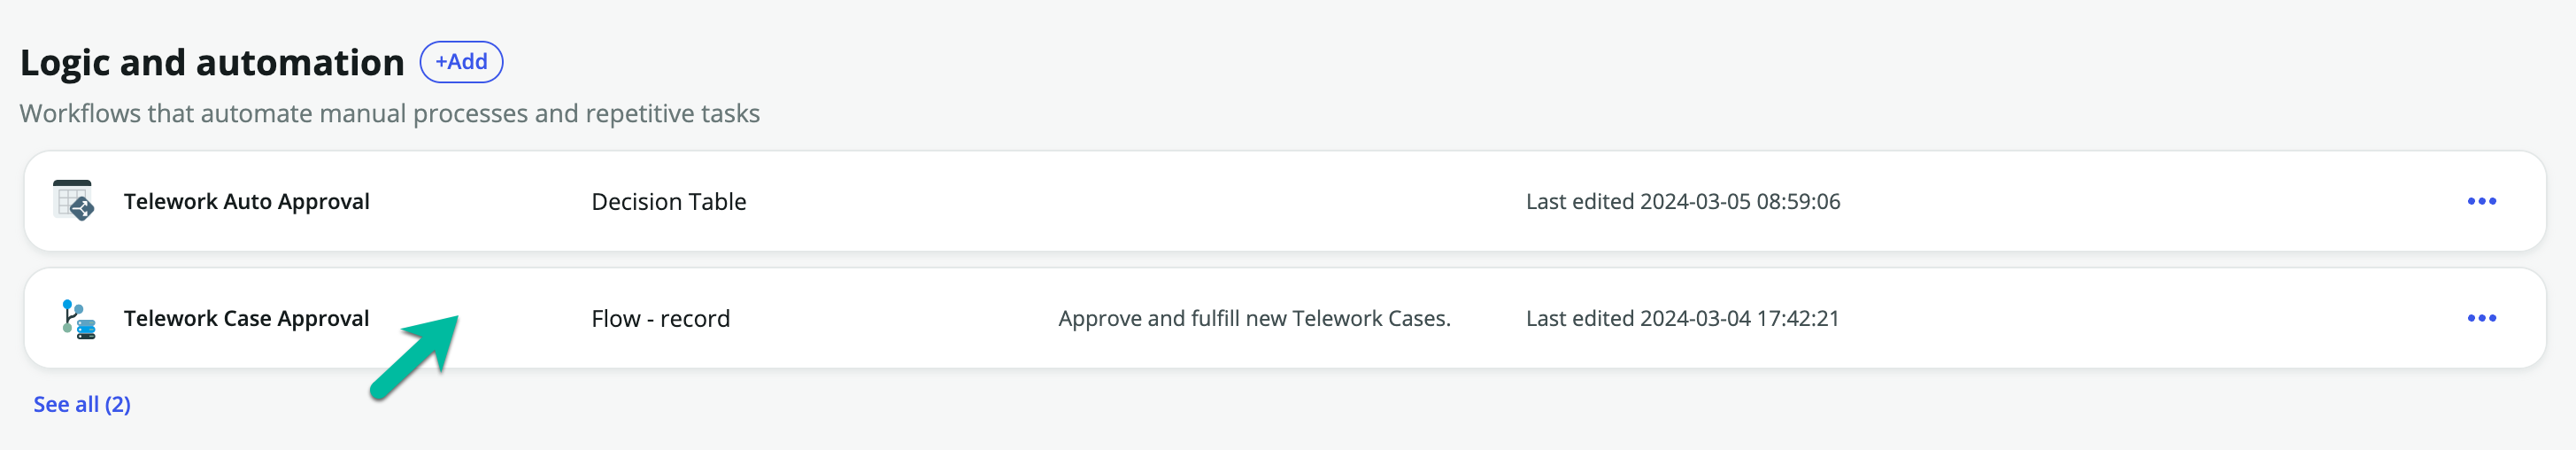 Logic and automation +Add
Workflows that automate manual processes and repetitive tasks
Telework Auto Approval Decision Table Last edited 2024-03-05 08:59:06
Telework Case Approval Flow - record Approve and fulfill new Telework Cases. Last edited 2024-03-04 17:42:21
See all (2)